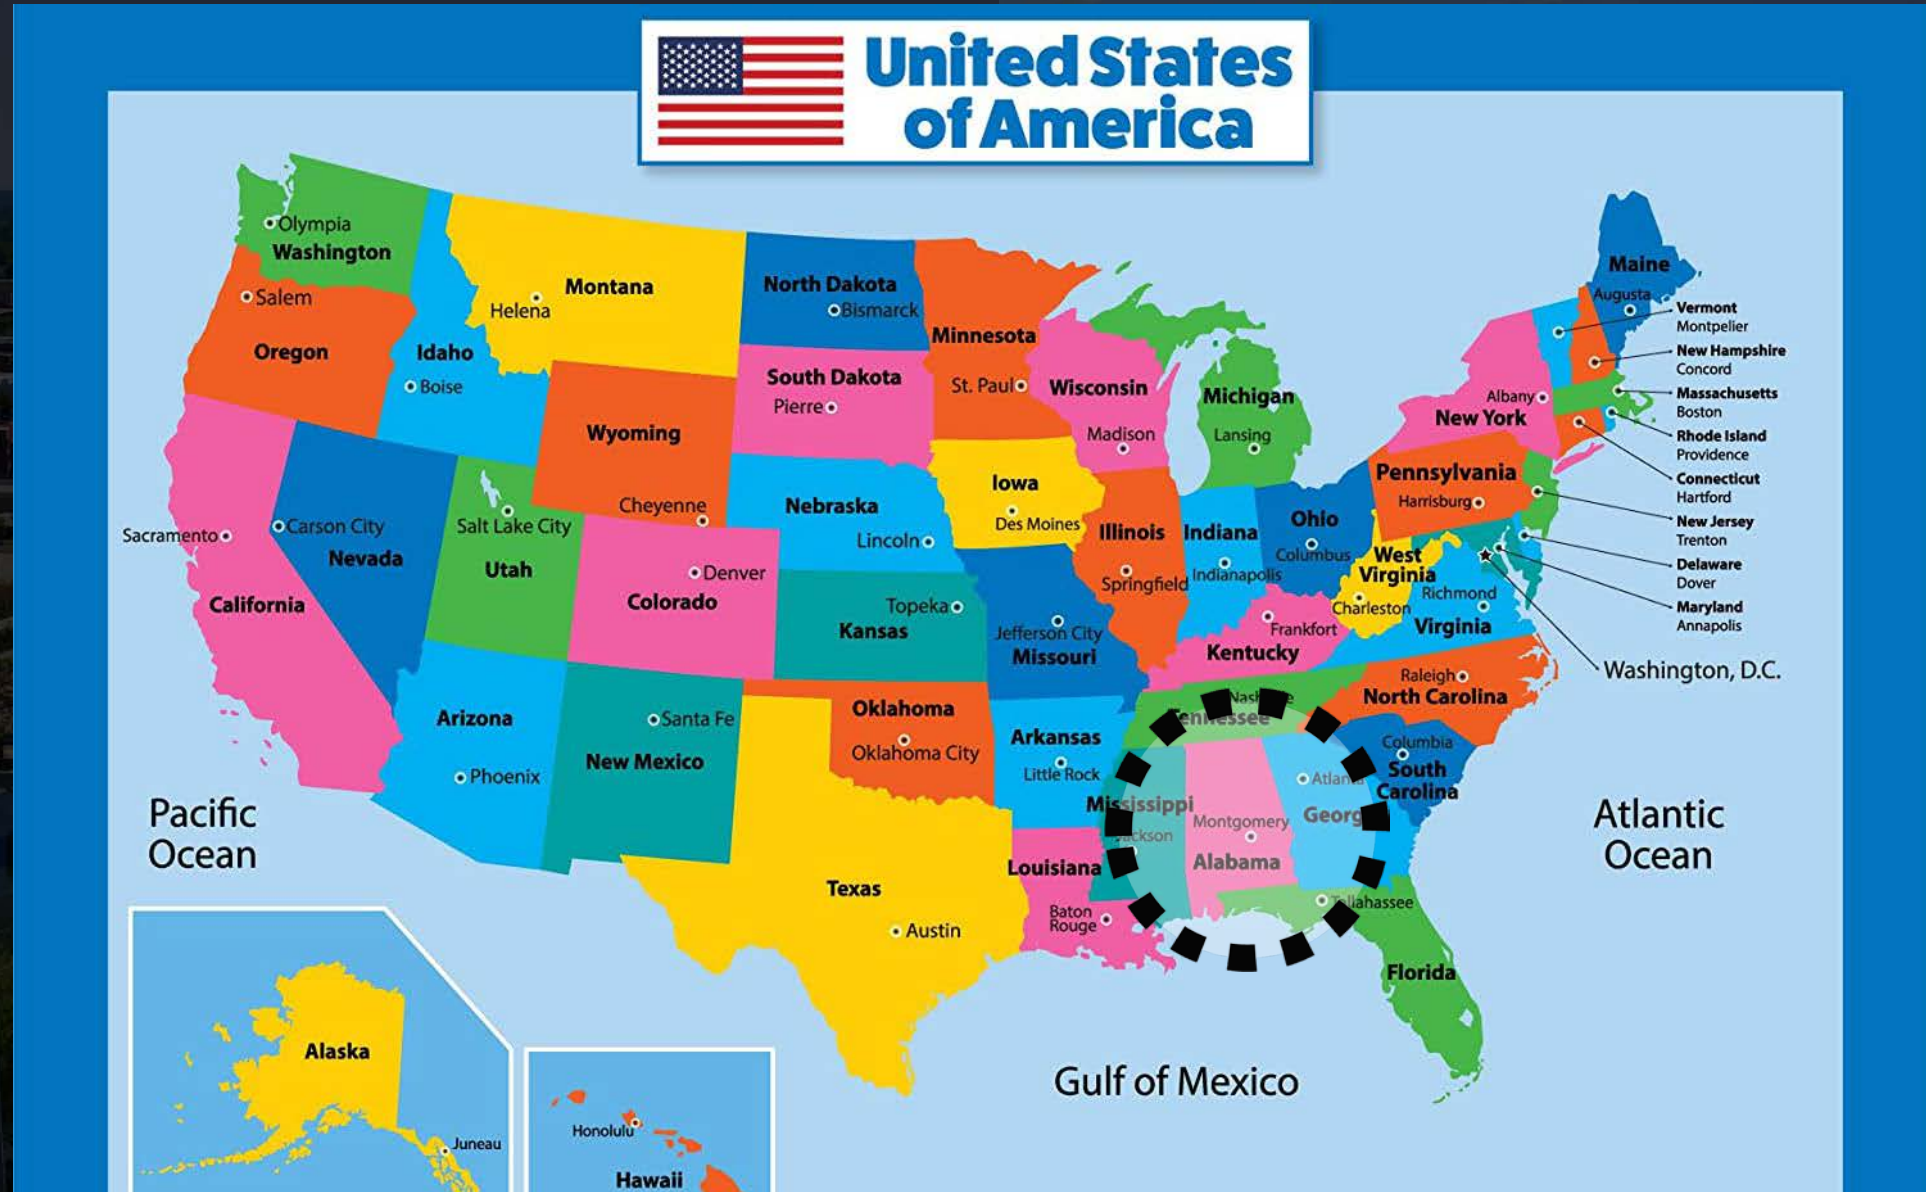 United States
of America
Olympia
Washington
Salem
Oregon
Idaho
Boise
Montana
Helena
North Dakota
Bismarck
Minnesota
St. Paul
South Dakota
Pierre
Wisconsin
Madison
Michigan
Lansing
Maine
Augusta
Vermont
Montpelier
New Hampshire
Concord
Massachusetts
Boston
Rhode Island
Providence
Connecticut
Hartford
New Jersey
Trenton
Delaware
Dover
Maryland
Annapolis
Washington, D.C.
Albany
New York
Pennsylvania
Harrisburg
Wyoming
Cheyenne
Nebraska
Lincoln
Iowa
Des Moines
Illinois
Springfield
Indiana
Indianapolis
Ohio
Columbus
West
Virginia
Charleston
Richmond
Virginia
Sacramento
California
Carson City
Nevada
Salt Lake City
Utah
Denver
Colorado
Topeka
Kansas
Jefferson City
Missouri
Frankfort
Kentucky
Raleigh
North Carolina
Tennessee
Arizona
Phoenix
Santa Fe
New Mexico
Oklahoma
Oklahoma City
Arkansas
Little Rock
Columbia
South
Carolina
Mississippi
Montgomery
Alabama
Pacific
Ocean
Atlantic
Ocean
Texas
Austin
Louisiana
Baton
Rouge
Tallahassee
Florida
Gulf of Mexico
Alaska
Juneau
Honolulu
Hawaii